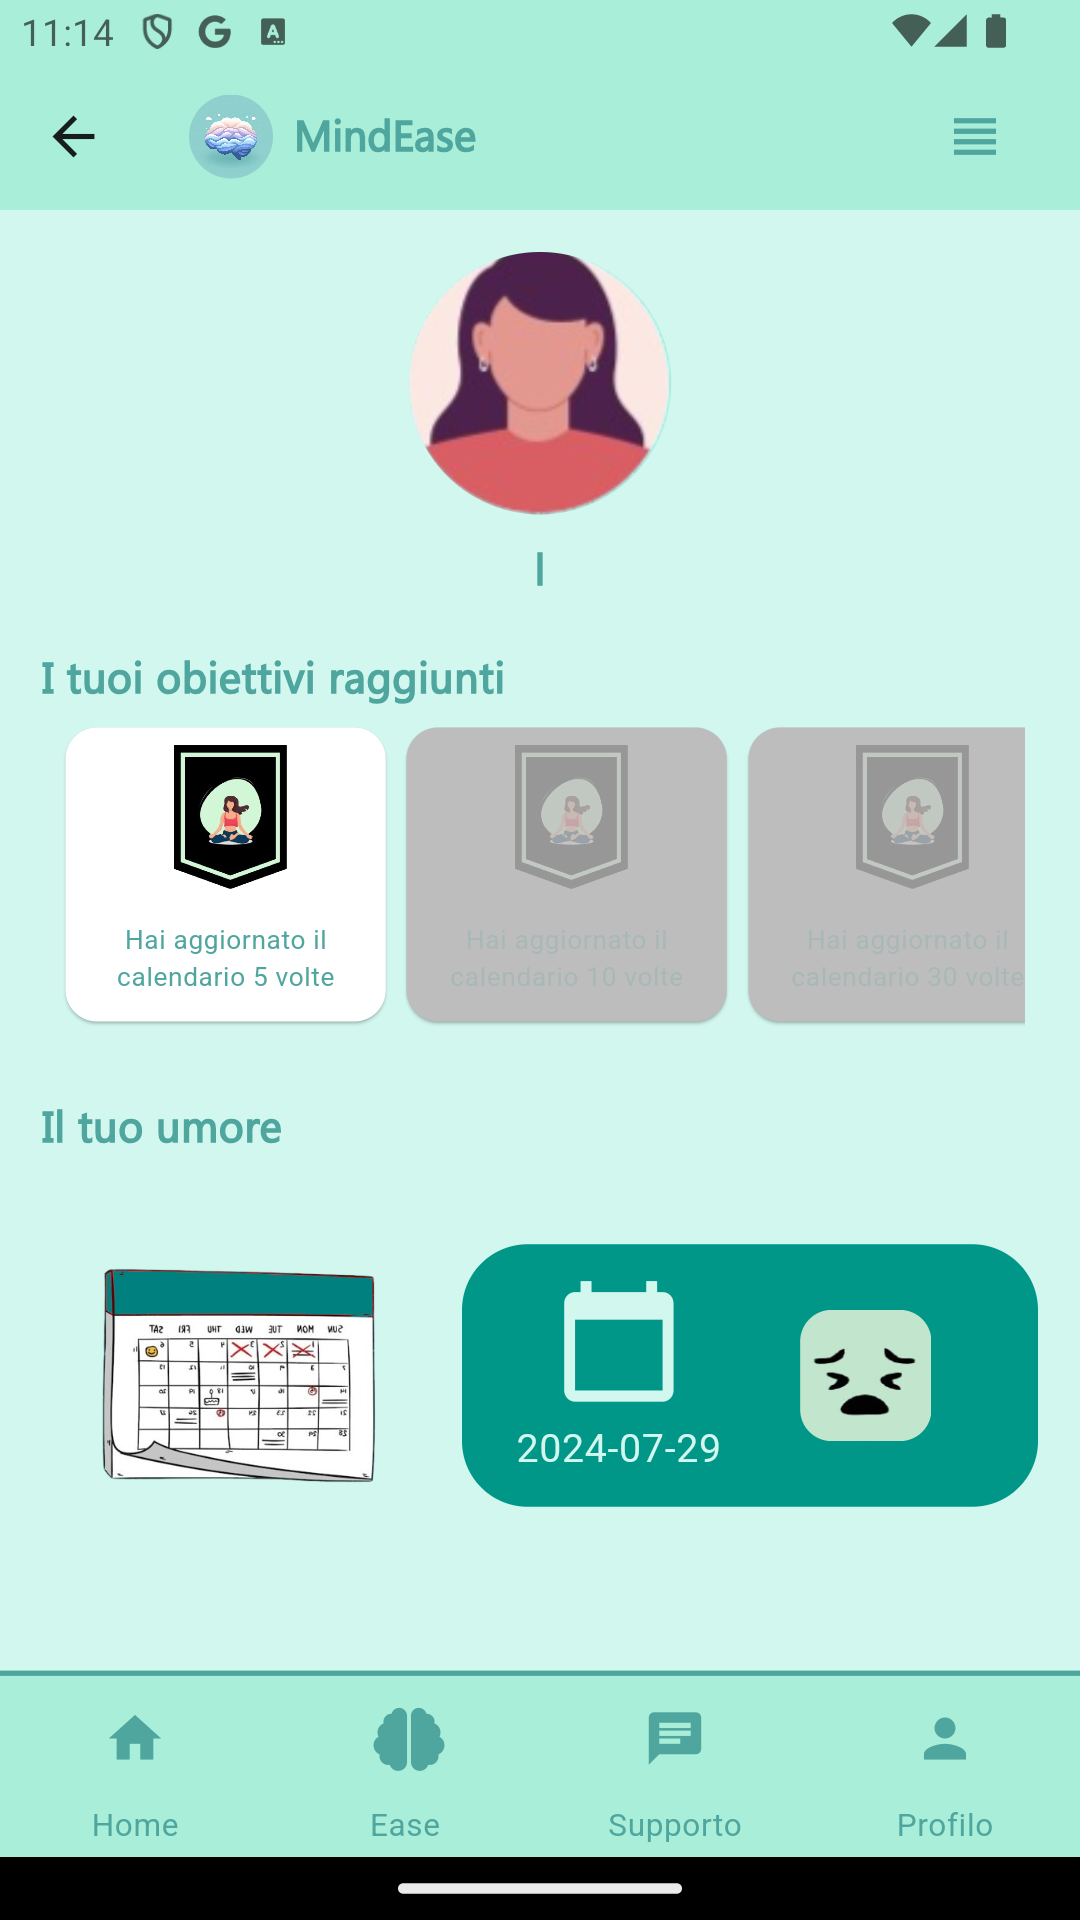 11:14
MindEase
I
I tuoi obiettivi raggiunti
Hai aggiornato il
calendario 5 volte
Hai aggiornato il
calendario 10 volte
Hai aggiornato il
calendario 30 volte
Il tuo umore
2024-07-29
Home
Ease
Supporto
Profilo